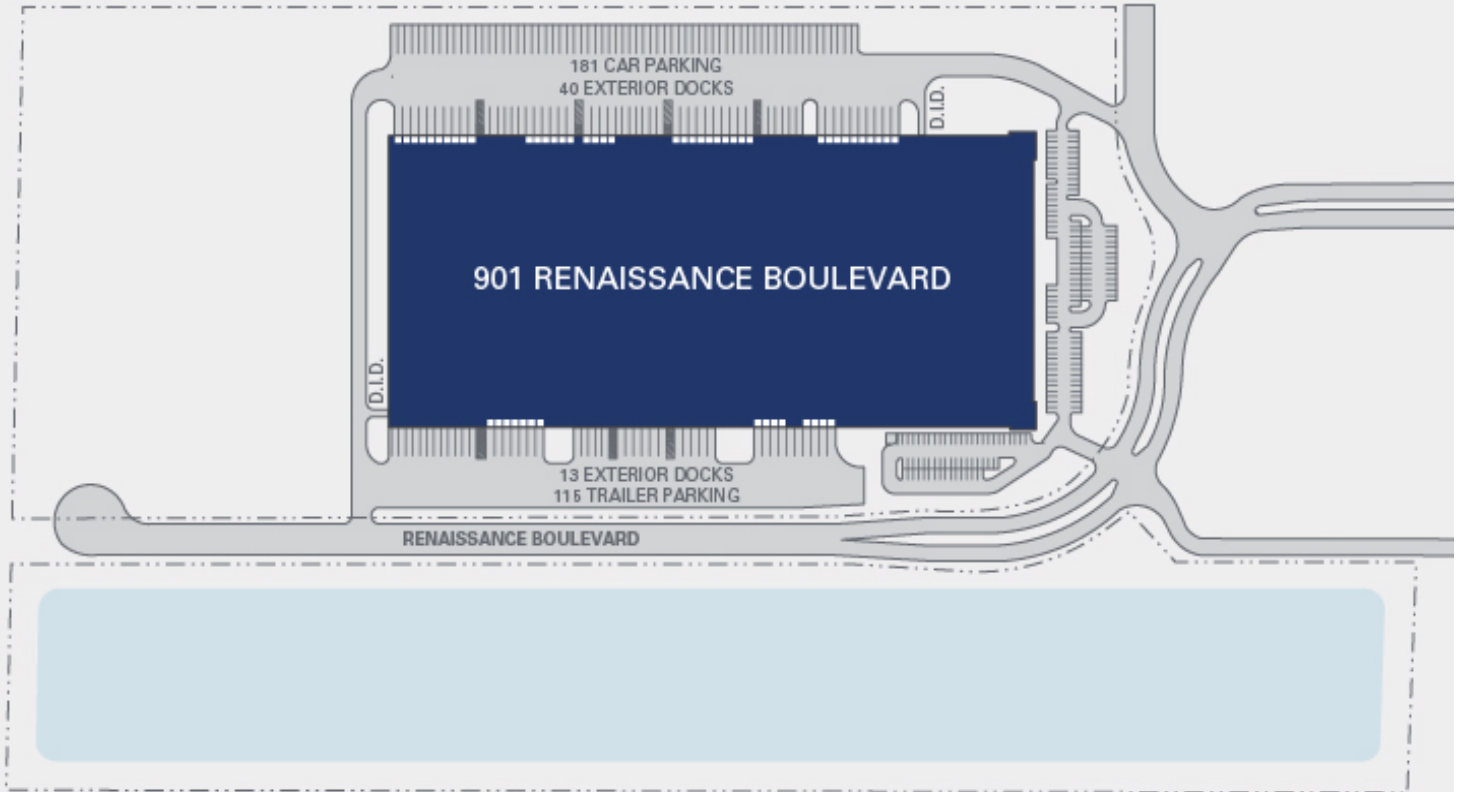 181 CAR PARKING
40 EXTERIOR DOCKS
D.I.D.
901 RENAISSANCE BOULEVARD
D.I.D.
13 EXTERIOR DOCKS
115 TRAILER PARKING
RENAISSANCE BOULEVARD